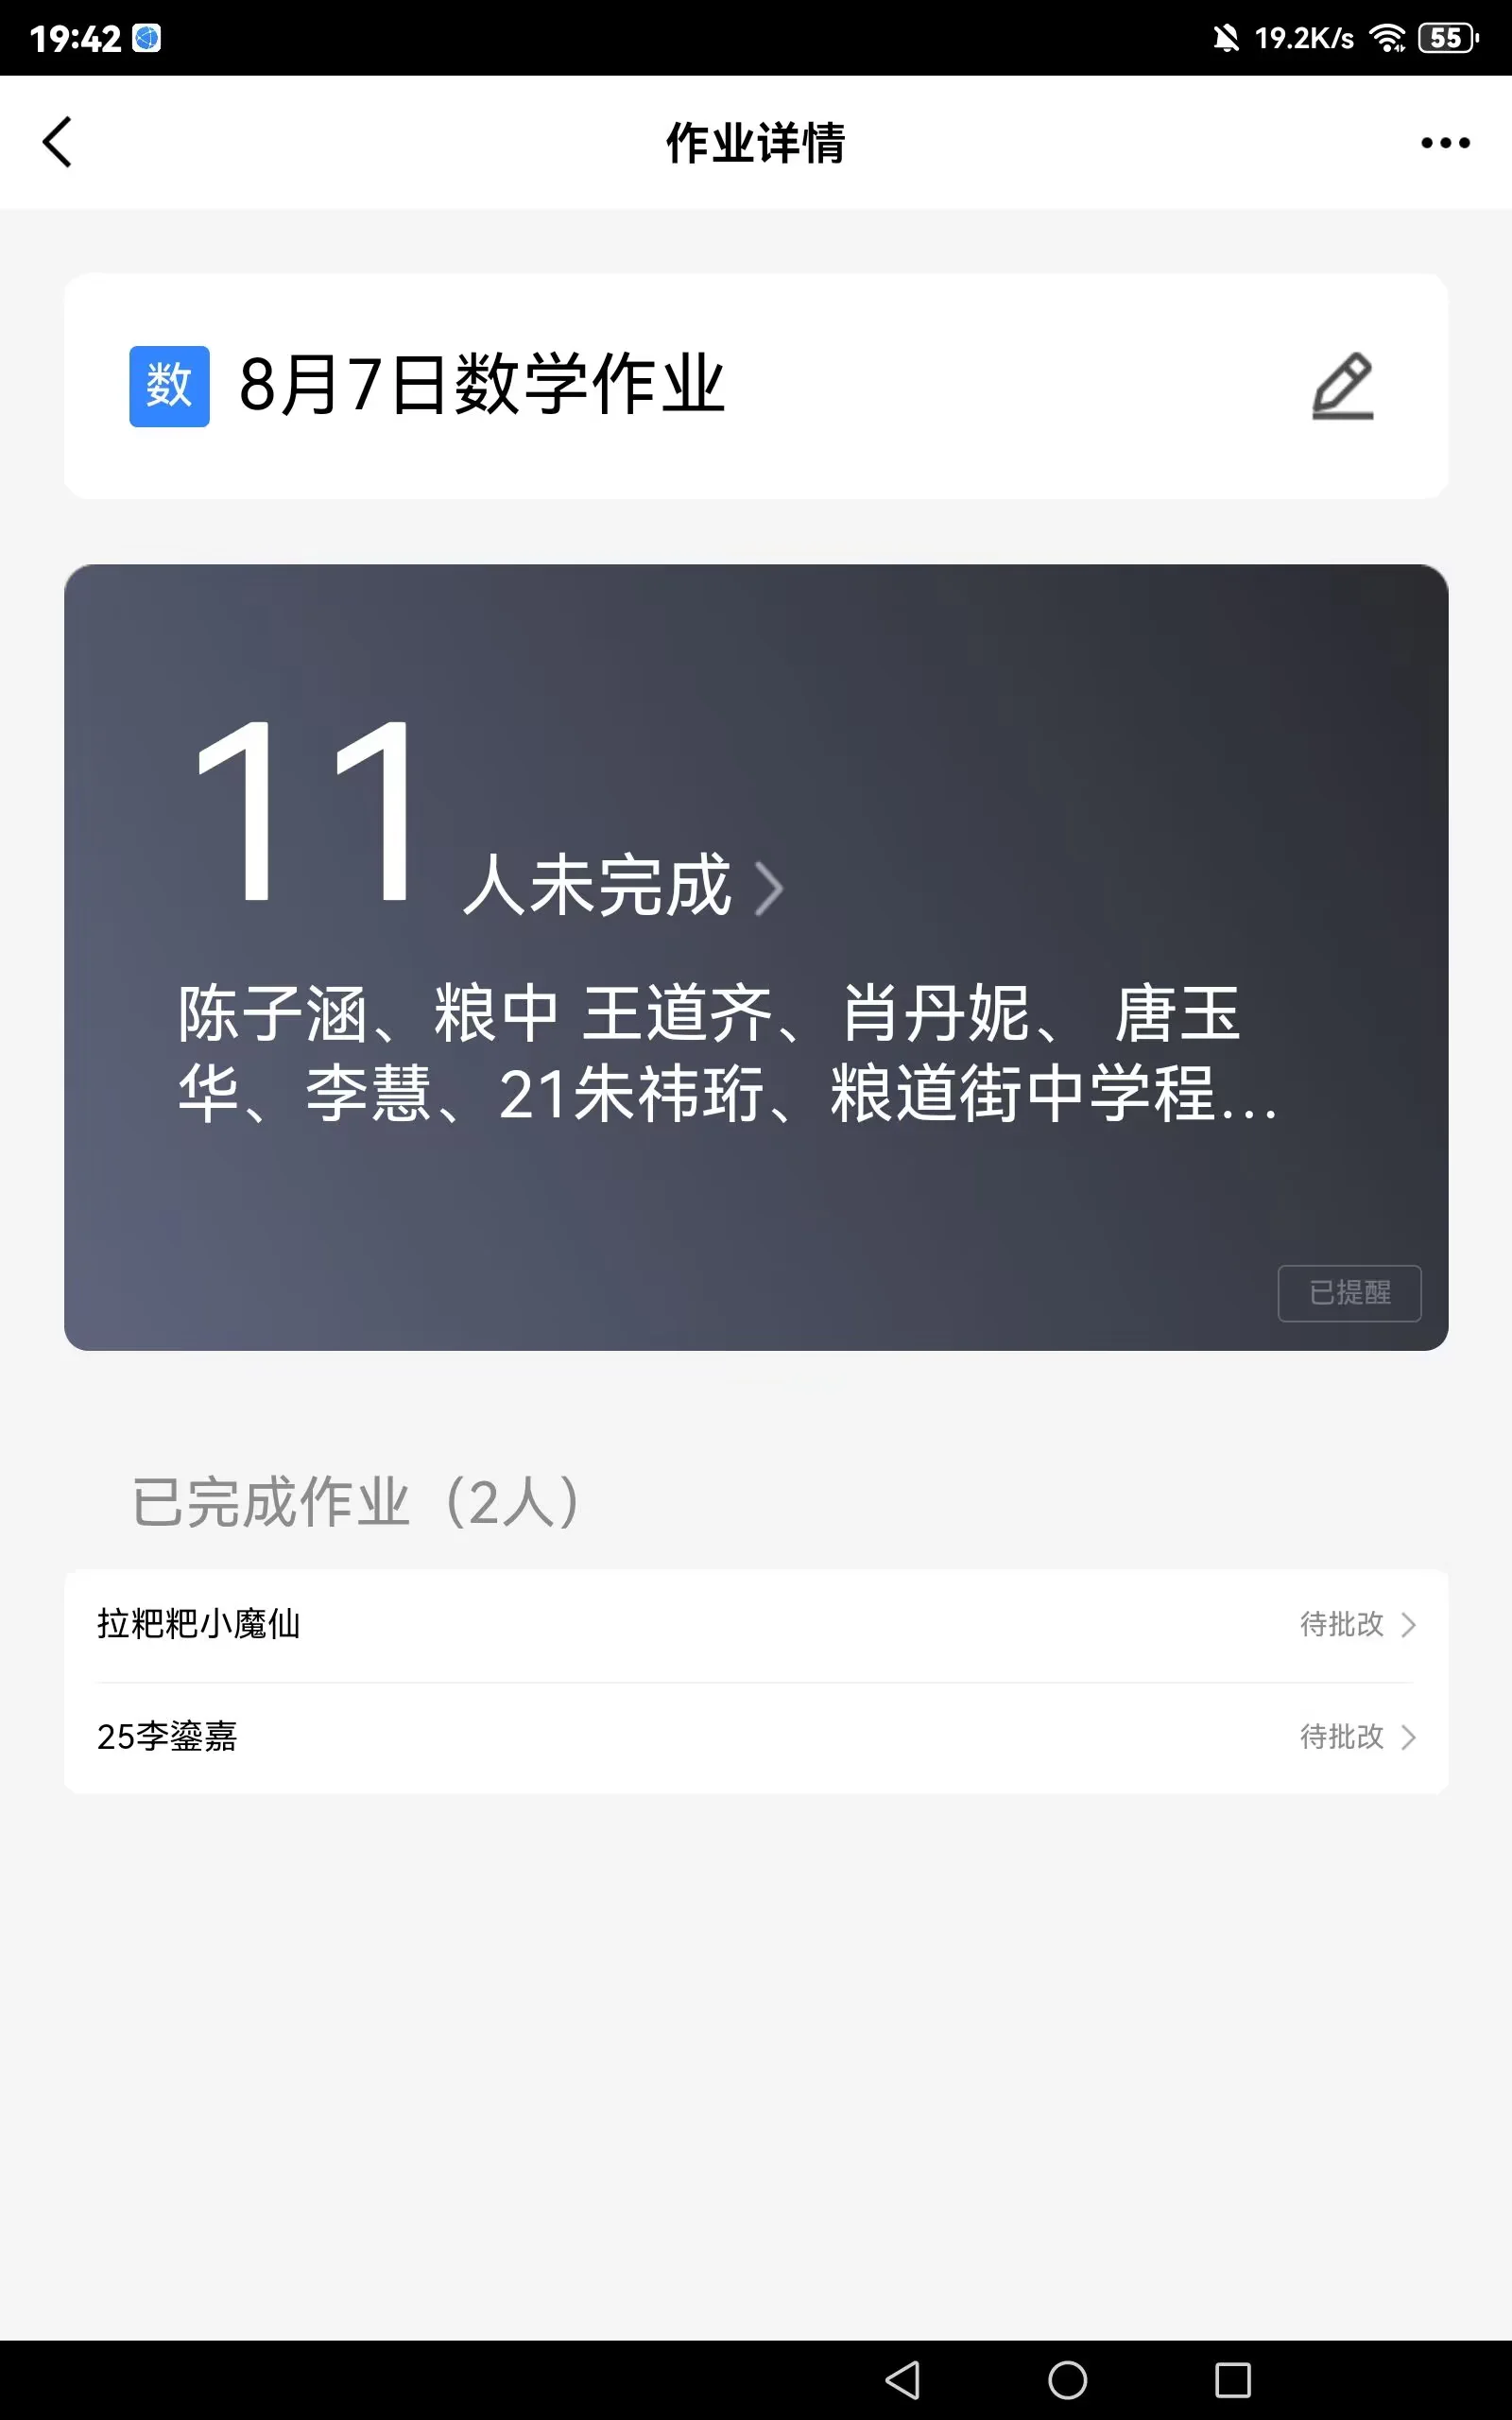 19:42
19.2K/s
55
作业详情
数
8月7日数学作业
11人未完成
陈子涵、粮中 王道齐、肖丹妮、 唐玉
华、李慧、21朱祎珩、粮道街中学程...
已提醒
已完成作业（2人）
拉粑粑小魔仙
待批改
25李鎏嘉
待批改